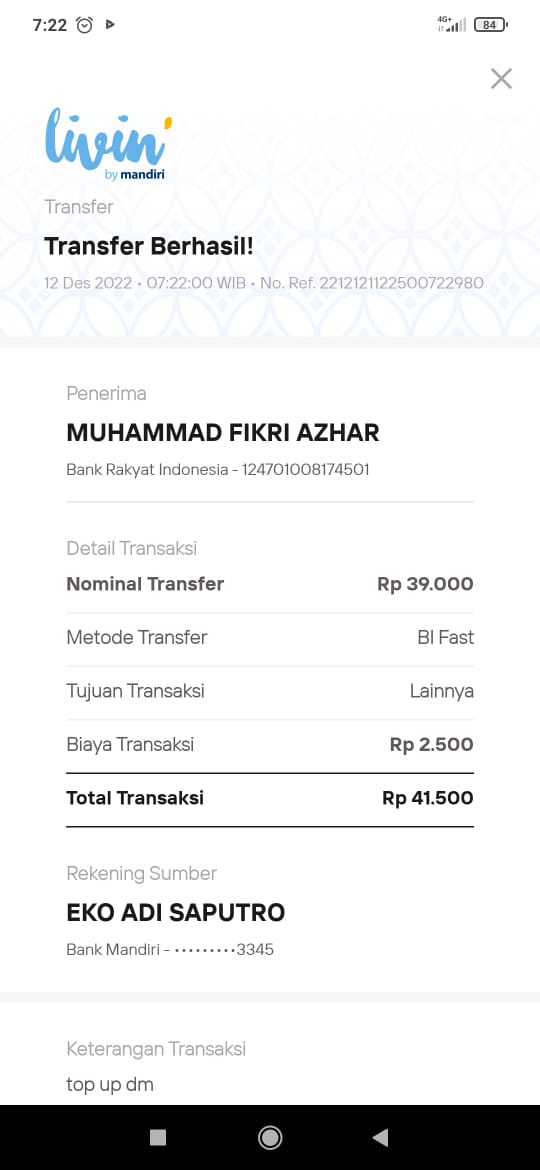 7:22
4G+
84
livin'
by mandiri
Transfer
Transfer Berhasil!
12 Des 2022 • 07:22:00 WIB • No. Ref. 2212121122500722980
Penerima
MUHAMMAD FIKRI AZHAR
Bank Rakyat Indonesia - 124701008174501
Detail Transaksi
Nominal Transfer Rp 39.000
Metode Transfer BI Fast
Tujuan Transaksi Lainnya
Biaya Transaksi Rp 2.500
Total Transaksi Rp 41.500
Rekening Sumber
EKO ADI SAPUTRO
Bank Mandiri - •••••••••3345
Keterangan Transaksi
top up dm